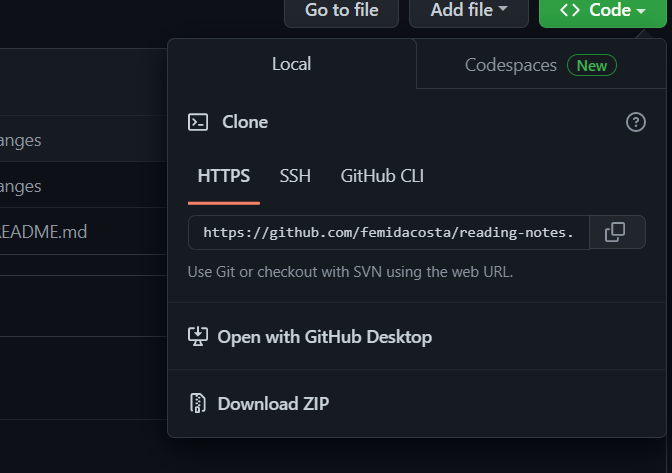 Go to file Add file Code
Local Codespaces New
anges
Clone
HTTPS SSH GitHub CLI
anges
https://github.com/femidacosta/reading-notes.
README.md
Use Git or checkout with SVN using the web URL.
Open with GitHub Desktop
Download ZIP